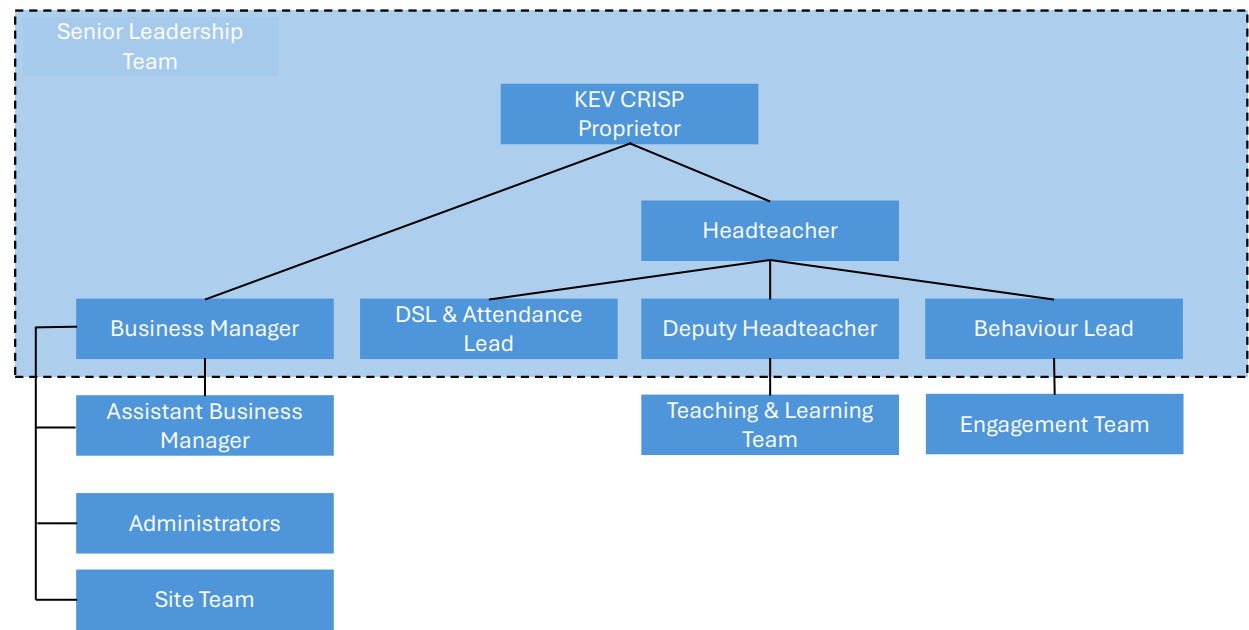 Senior Leadership
Team
KEV CRISP
Proprietor
Headteacher
Business Manager
DSL & Attendance
Lead
Deputy Headteacher
Behaviour Lead
Assistant Business
Manager
Teaching & Learning
Team
Engagement Team
Administrators
Site Team